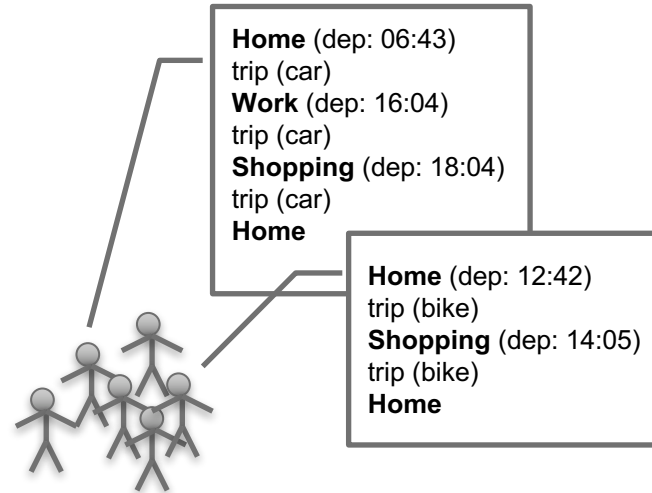 Home (dep: 06:43)
trip (car)
Work (dep: 16:04)
trip (car)
Shopping (dep: 18:04)
trip (car)
Home
Home (dep: 12:42)
trip (bike)
Shopping (dep: 14:05)
trip (bike)
Home